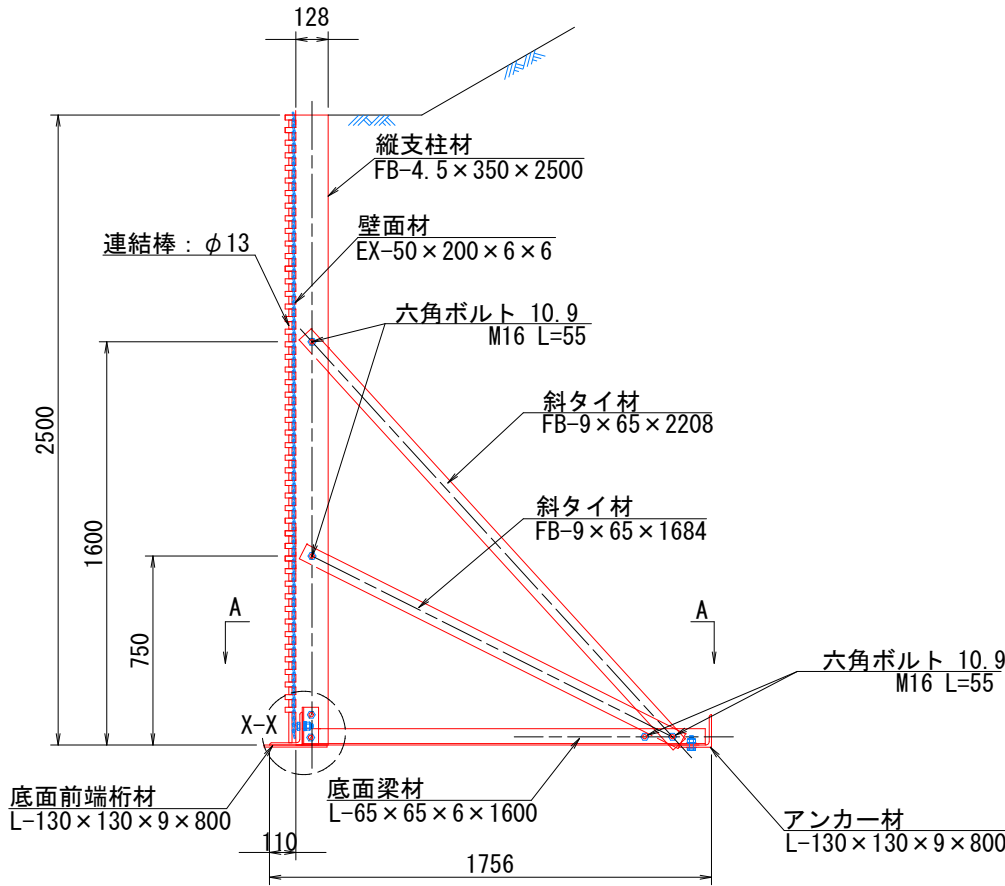 128
縦支柱材
FB-4.5×350×2500
壁面材
EX-50×200×6×6
連結棒：φ13
六角ボルト 10.9
M16 L=55
2500
斜タイ材
FB-9×65×2208
斜タイ材
FB-9×65×1684
1600
750
A
A
六角ボルト 10.9
M16 L=55
X-X
底面前端桁材
L-130×130×9×800
底面梁材
L-65×65×6×1600
アンカー材
L-130×130×9×800
110
1756